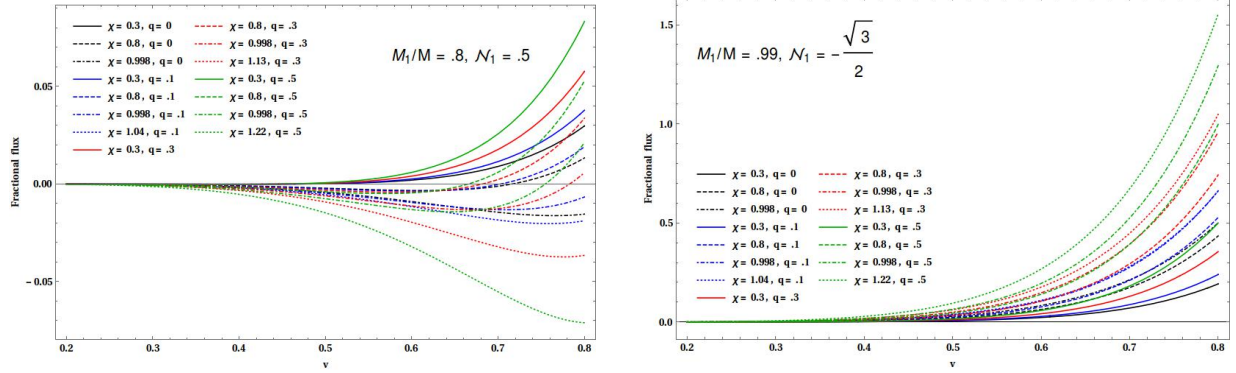 χ = 0.3, q = 0
χ = 0.8, q = 0
χ = 0.998, q = 0
χ = 0.3, q = .1
χ = 0.8, q = .1
χ = 0.998, q = .1
χ = 1.04, q = .1
χ = 0.3, q = .3
χ = 0.8, q = .3
χ = 0.998, q = .3
χ = 1.13, q = .3
χ = 0.3, q = .5
χ = 0.8, q = .5
χ = 0.998, q = .5
χ = 1.22, q = .5
M₁/M = .8, 𝒩₁ = .5
Fractional flux
0.05
0.00
-0.05
0.2 0.3 0.4 0.5 0.6 0.7 0.8
v
M₁/M = .99, 𝒩₁ = -√3/2
χ = 0.3, q = 0
χ = 0.8, q = 0
χ = 0.998, q = 0
χ = 0.3, q = .1
χ = 0.8, q = .1
χ = 0.998, q = .1
χ = 1.04, q = .1
χ = 0.3, q = .3
χ = 0.8, q = .3
χ = 0.998, q = .3
χ = 1.13, q = .3
χ = 0.3, q = .5
χ = 0.8, q = .5
χ = 0.998, q = .5
χ = 1.22, q = .5
Fractional flux
1.5
1.0
0.5
0.0
0.2 0.3 0.4 0.5 0.6 0.7 0.8
v